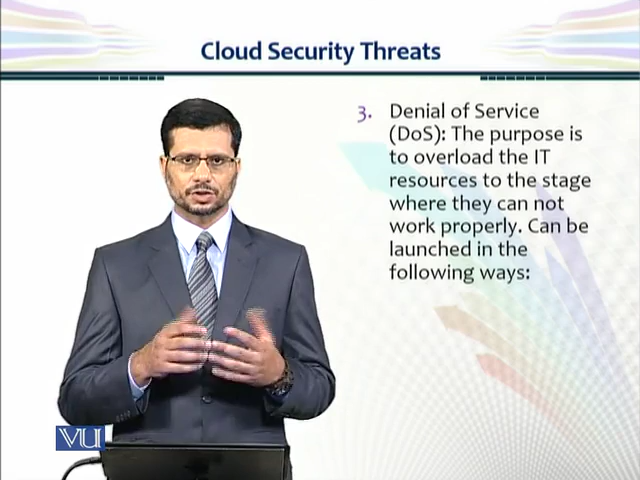 Cloud Security Threats
3. Denial of Service
(DoS): The purpose is
to overload the IT
resources to the stage
where they can not
work properly. Can be
launched in the
following ways:
VU